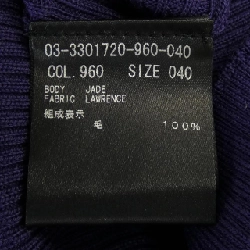 03-3301720-960-040
COL.960 SIZE 040
BODY JADE
FABRIC LAWRENCE
組成表示
毛 100%